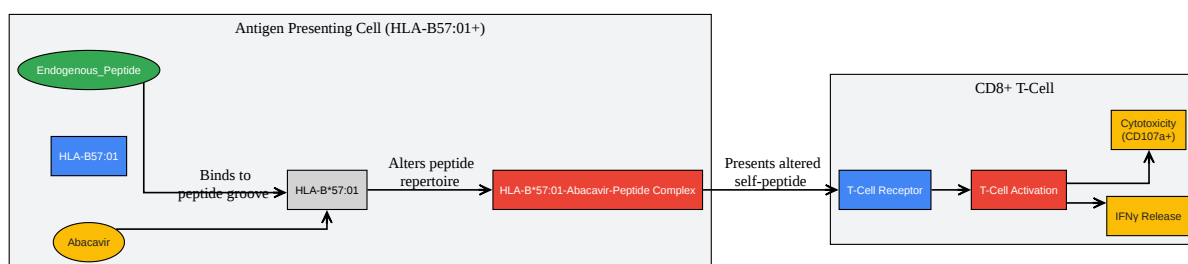 Antigen Presenting Cell (HLA-B57:01+)
Endogenous_Peptide
HLA-B57:01
Abacavir
Binds to
peptide groove
HLA-B*57:01
Alters peptide
repertoire
HLA-B*57:01-Abacavir-Peptide Complex
Presents altered
self-peptide
CD8+ T-Cell
T-Cell Receptor
T-Cell Activation
Cytotoxicity
(CD107a+)
IFNγ Release